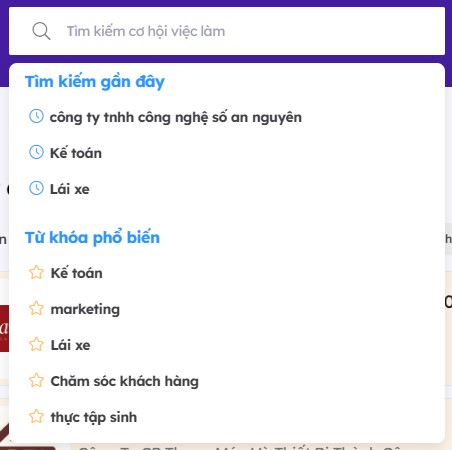 Tìm kiếm cơ hội việc làm
Tìm kiếm gần đây
công ty tnhh công nghệ số an nguyên
Kế toán
Lái xe
Từ khóa phổ biến
Kế toán
marketing
Lái xe
Chăm sóc khách hàng
thực tập sinh